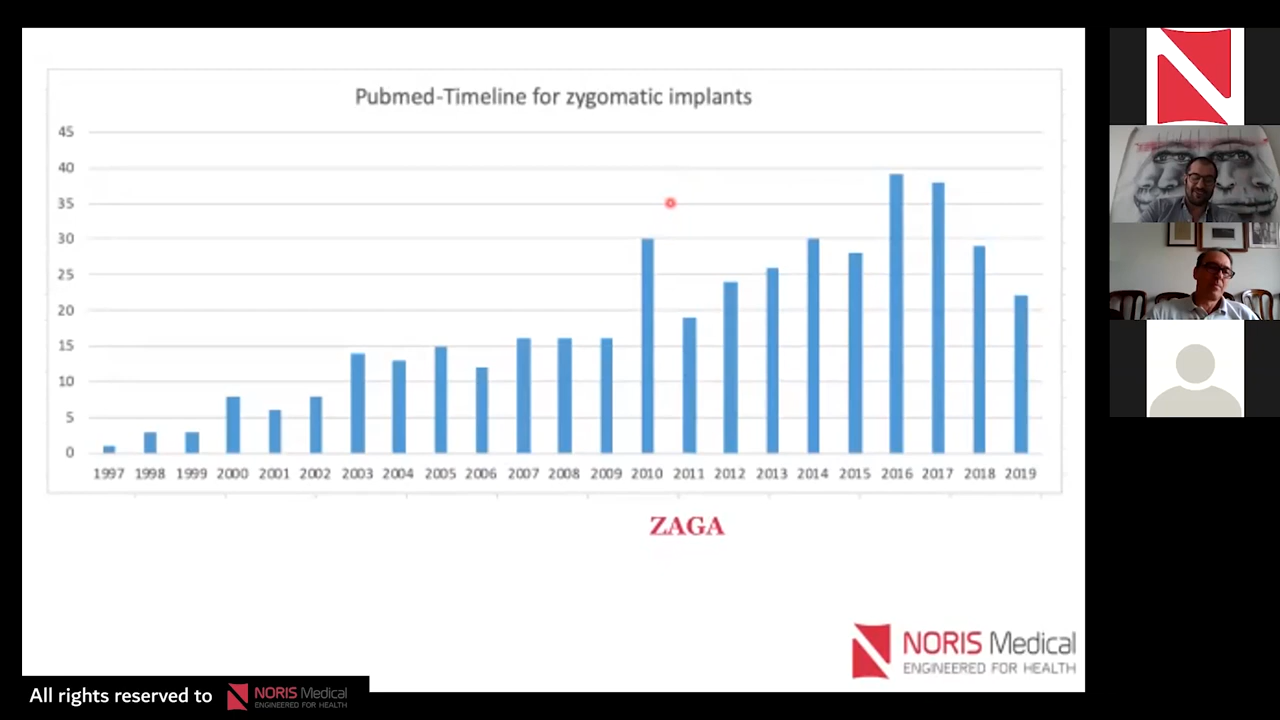 Pubmed-Timeline for zygomatic implants
45
40
35
30
25
20
15
10
5
0
1997 1998 1999 2000 2001 2002 2003 2004 2005 2006 2007 2008 2009 2010 2011 2012 2013 2014 2015 2016 2017 2018 2019
ZAGA
NORIS Medical
ENGINEERED FOR HEALTH
All rights reserved to NORIS Medical
ENGINEERED FOR HEALTH